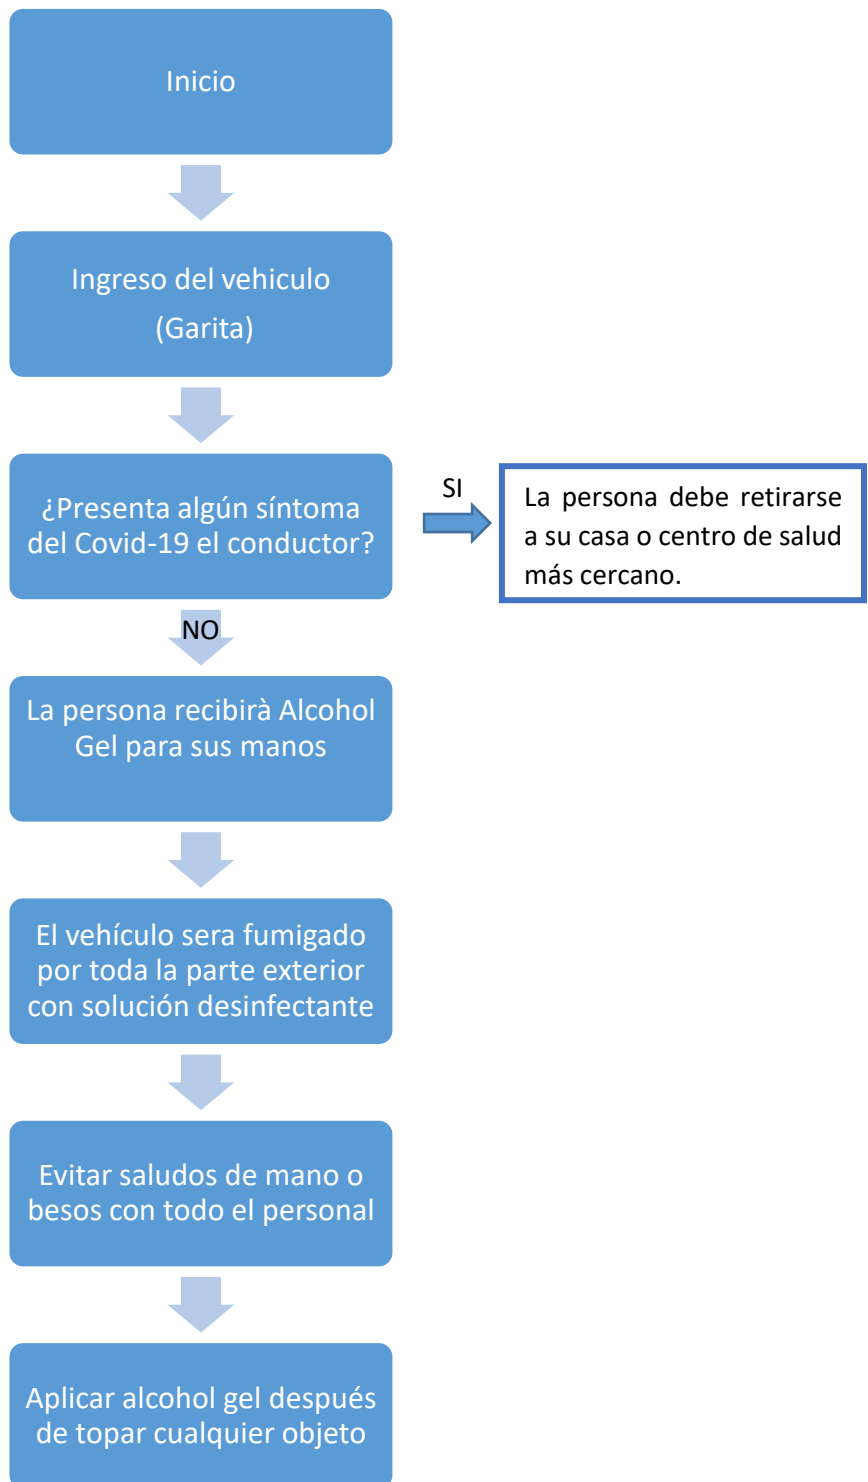 Inicio
Ingreso del vehiculo
(Garita)
¿Presenta algún síntoma
del Covid-19 el conductor?
SI
La persona debe retirarse
a su casa o centro de salud
más cercano.
NO
La persona recibirà Alcohol
Gel para sus manos
El vehículo sera fumigado
por toda la parte exterior
con solución desinfectante
Evitar saludos de mano o
besos con todo el personal
Aplicar alcohol gel después
de topar cualquier objeto